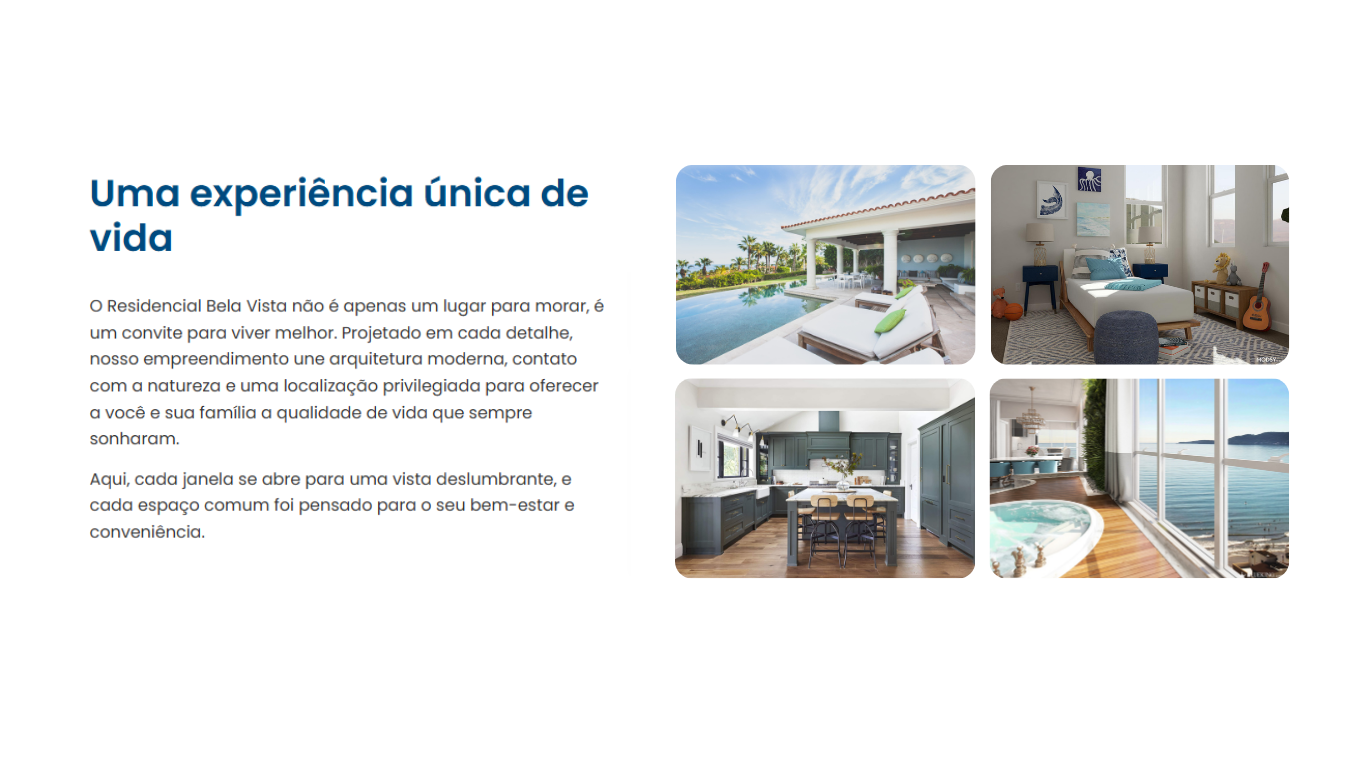 Uma experiência única de
vida
O Residencial Bela Vista não é apenas um lugar para morar, é
um convite para viver melhor. Projetado em cada detalhe,
nosso empreendimento une arquitetura moderna, contato
com a natureza e uma localização privilegiada para oferecer
a você e sua família a qualidade de vida que sempre
sonharam.
Aqui, cada janela se abre para uma vista deslumbrante, e
cada espaço comum foi pensado para o seu bem-estar e
conveniência.
MODSY